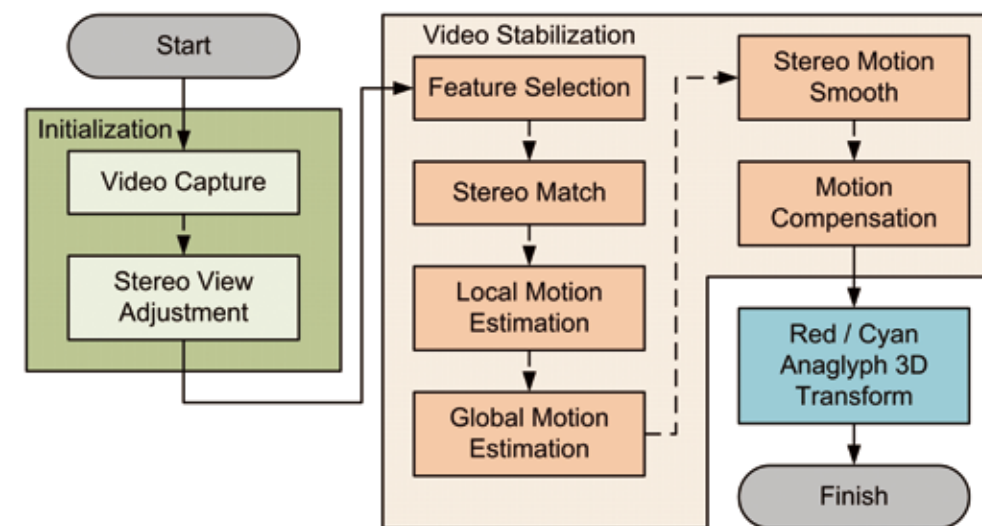 Start
Initialization
Video Capture
Stereo View
Adjustment
Video Stabilization
Feature Selection
Stereo Match
Local Motion
Estimation
Global Motion
Estimation
Stereo Motion
Smooth
Motion
Compensation
Red / Cyan
Anaglyph 3D
Transform
Finish